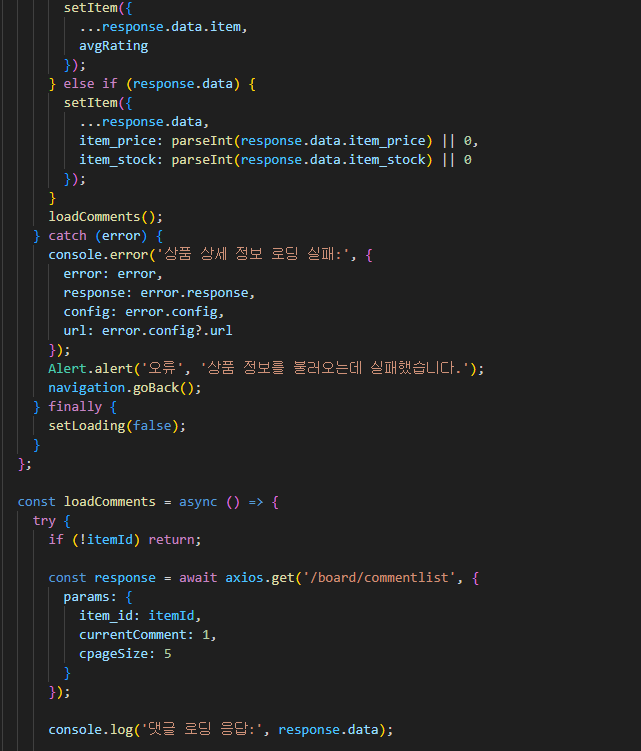 setItem({
...response.data.item,
avgRating
});
} else if (response.data) {
setItem({
...response.data,
item_price: parseInt(response.data.item_price) || 0,
item_stock: parseInt(response.data.item_stock) || 0
});
}
loadComments();
} catch (error) {
console.error('상품 상세 정보 로딩 실패:', {
error: error,
response: error.response,
config: error.config,
url: error.config?.url
});
Alert.alert('오류', '상품 정보를 불러오는데 실패했습니다.');
navigation.goBack();
} finally {
setLoading(false);
}
};
const loadComments = async () => {
try {
if (!itemId) return;
const response = await axios.get('/board/commentlist', {
params: {
item_id: itemId,
currentComment: 1,
cpageSize: 5
}
});
console.log('댓글 로딩 응답:', response.data);